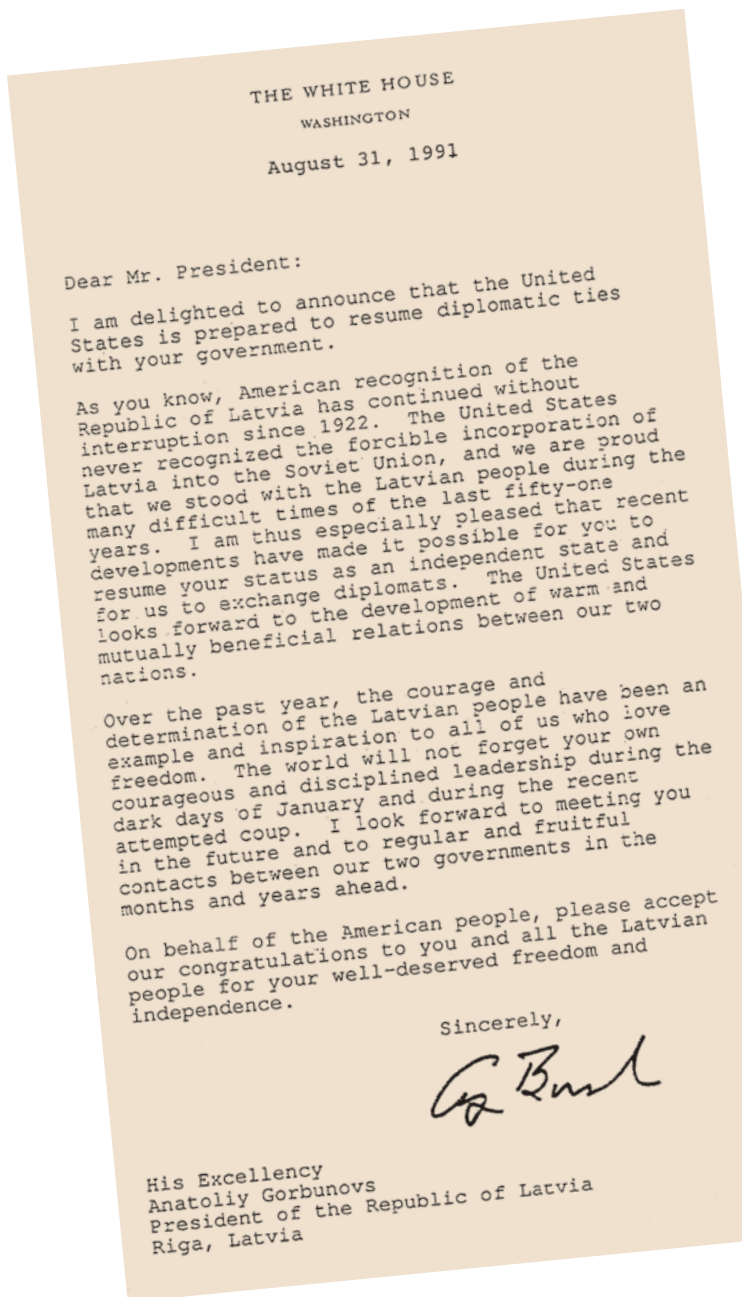 THE WHITE HOUSE
WASHINGTON
August 31, 1991
Dear Mr. President:
I am delighted to announce that the United
States is prepared to resume diplomatic ties
with your government.
As you know, American recognition of the
Republic of Latvia has continued without
interruption since 1922.  The United States
never recognized the forcible incorporation of
Latvia into the Soviet Union, and we are proud
that we stood with the Latvian people during the
many difficult times of the last fifty-one
years.  I am thus especially pleased that recent
developments have made it possible for you to
resume your status as an independent state and
for us to exchange diplomats.  The United States
looks forward to the development of warm and
mutually beneficial relations between our two
nations.
Over the past year, the courage and
determination of the Latvian people have been an
example and inspiration to all of us who love
freedom.  The world will not forget your own
courageous and disciplined leadership during the
dark days of January and during the recent
attempted coup.  I look forward to meeting you
in the future and to regular and fruitful
contacts between our two governments in the
months and years ahead.
On behalf of the American people, please accept
our congratulations to you and all the Latvian
people for your well-deserved freedom and
independence.
Sincerely,
G Bush
His Excellency
Anatoliy Gorbunovs
President of the Republic of Latvia
Riga, Latvia